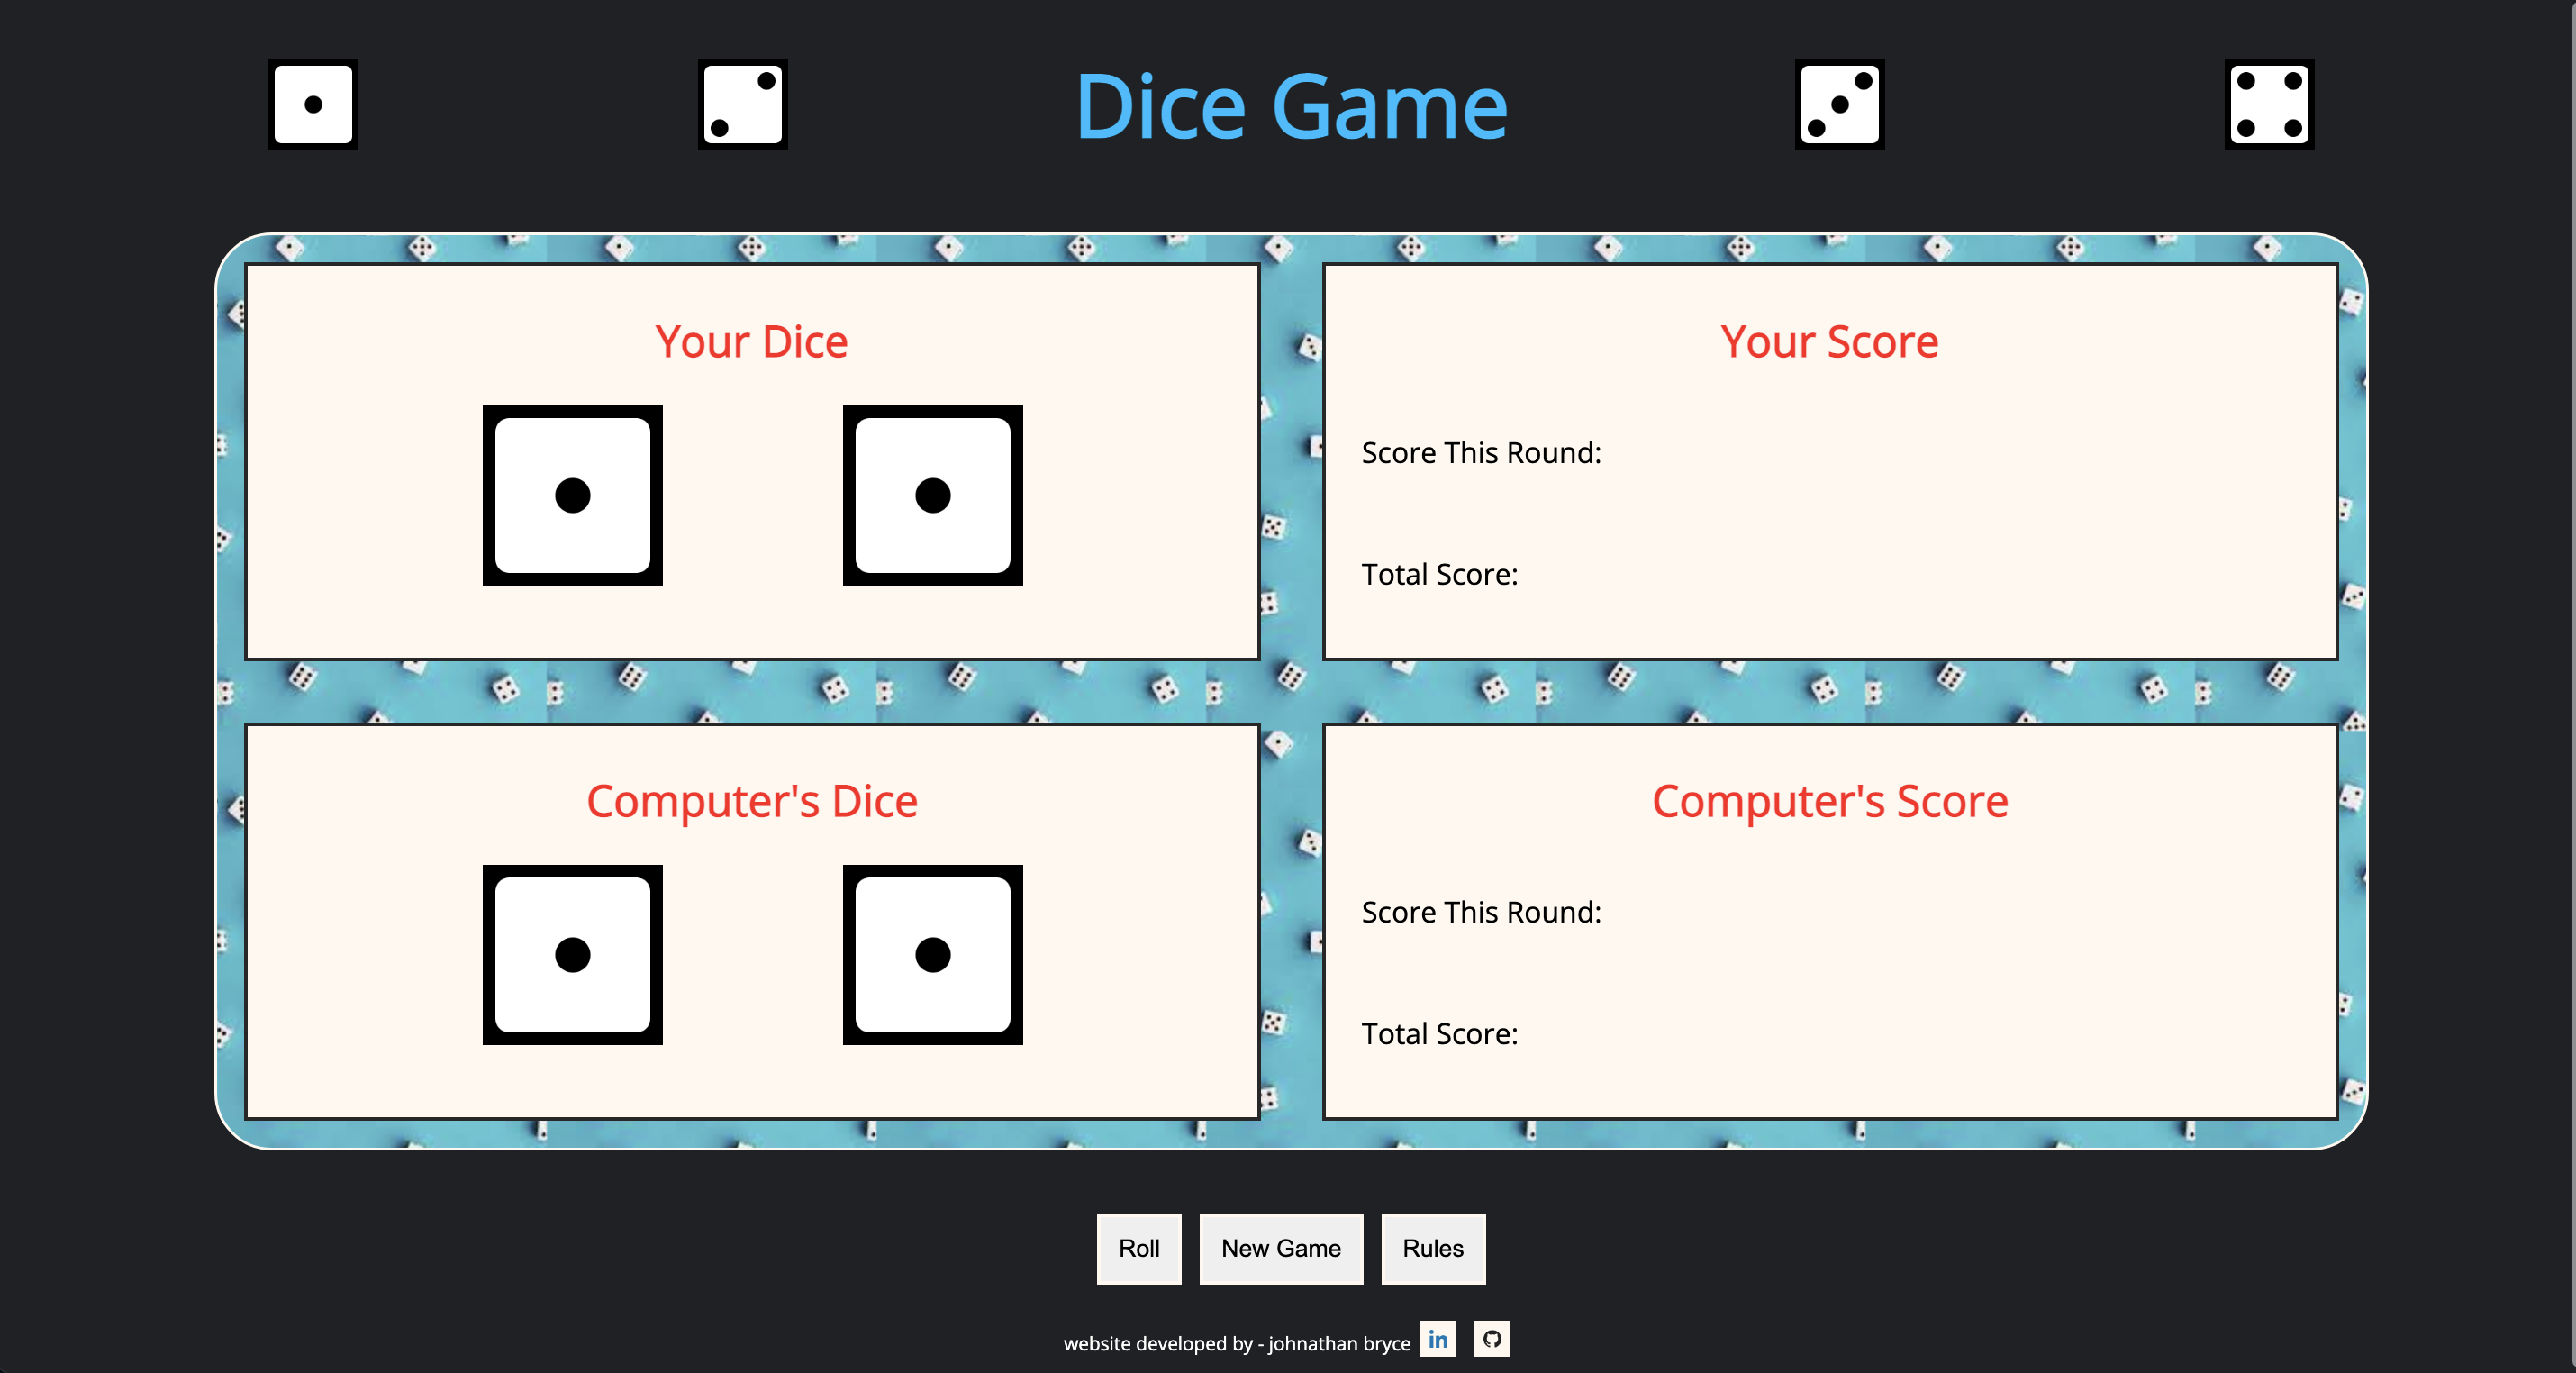 Dice Game
Your Dice
Your Score
Score This Round:
Total Score:
Computer's Dice
Computer's Score
Score This Round:
Total Score:
Roll
New Game
Rules
website developed by - johnathan bryce in